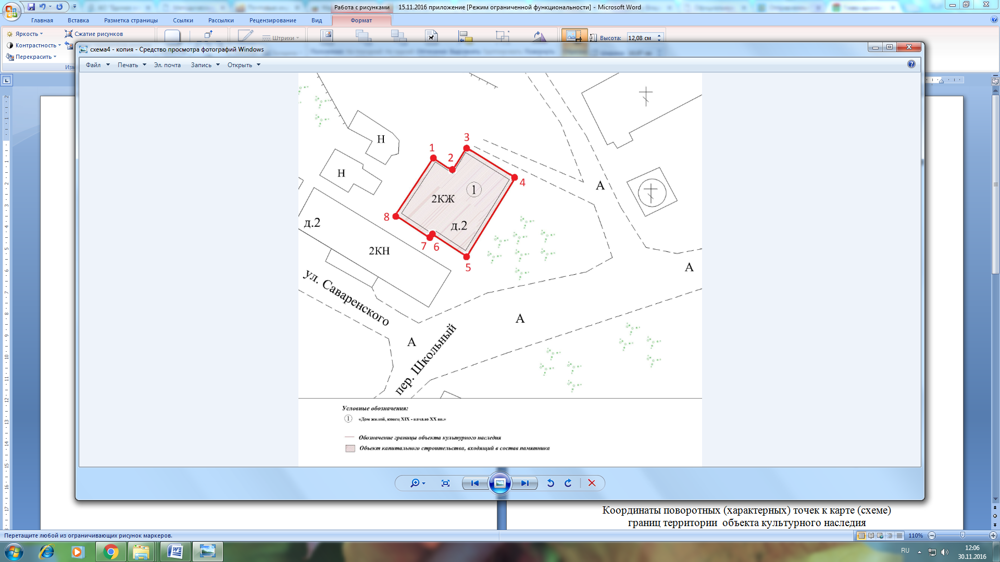 Работа с рисунками
15.11.2016 приложение [Режим ограниченной функциональности] - Microsoft Word
Главная Вставка Разметка страницы Ссылки Рассылки Рецензирование Вид Формат
Яркость
Сжатие рисунков
Контрастность
Перекрасить
Штрихи
Высота: 12,08 см
схема4 - копия - Средство просмотра фотографий Windows
Файл Печать Эл. почта Запись Открыть
Н
Н
1
2
3
4
5
6
7
8
1
2КЖ
д.2
д.2
2КН
А
А
А
А
ул. Саваренского
пер. Школьный
Условные обозначения:
1 «Дом жилой, конец XIX - начало XX вв.»
Обозначение границы объекта культурного наследия
Объект капитального строительства, входящий в состав памятника
Координаты поворотных (характерных) точек к карте (схеме)
границ территории объекта культурного наследия
Перетащите любой из ограничивающих рисунок маркеров.
110%
RU
12:06
30.11.2016